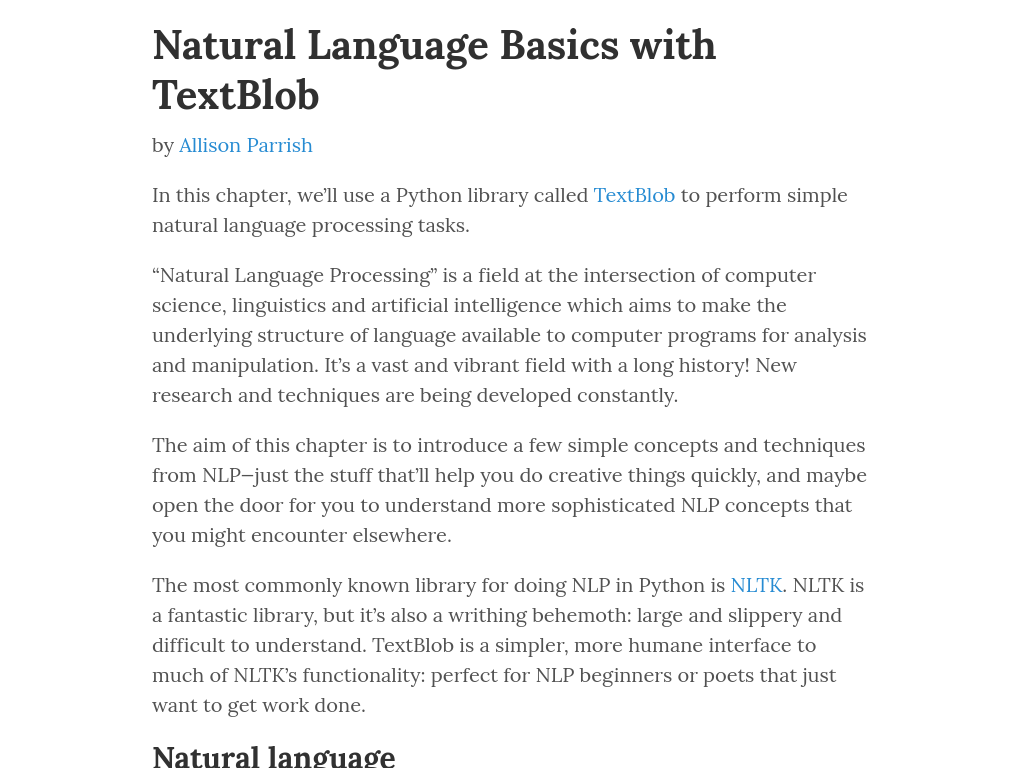 Natural Language Basics with
TextBlob
by Allison Parrish
In this chapter, we’ll use a Python library called TextBlob to perform simple
natural language processing tasks.
“Natural Language Processing” is a field at the intersection of computer
science, linguistics and artificial intelligence which aims to make the
underlying structure of language available to computer programs for analysis
and manipulation. It’s a vast and vibrant field with a long history! New
research and techniques are being developed constantly.
The aim of this chapter is to introduce a few simple concepts and techniques
from NLP—just the stuff that’ll help you do creative things quickly, and maybe
open the door for you to understand more sophisticated NLP concepts that
you might encounter elsewhere.
The most commonly known library for doing NLP in Python is NLTK. NLTK is
a fantastic library, but it’s also a writhing behemoth: large and slippery and
difficult to understand. TextBlob is a simpler, more humane interface to
much of NLTK’s functionality: perfect for NLP beginners or poets that just
want to get work done.
Natural language